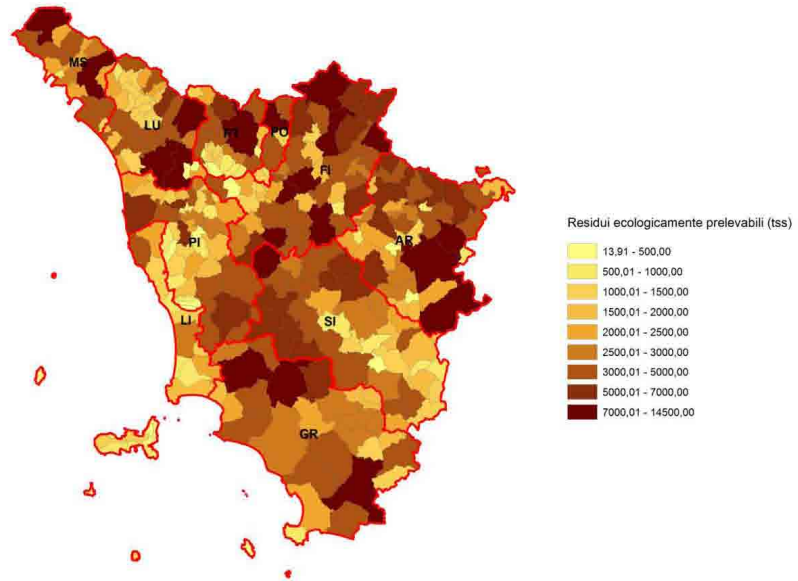 MS
LU
PT
PO
FI
PI
AR
LI
SI
GR
Residui ecologicamente prelevabili (tss)
13,91 - 500,00
500,01 - 1000,00
1000,01 - 1500,00
1500,01 - 2000,00
2000,01 - 2500,00
2500,01 - 3000,00
3000,01 - 5000,00
5000,01 - 7000,00
7000,01 - 14500,00